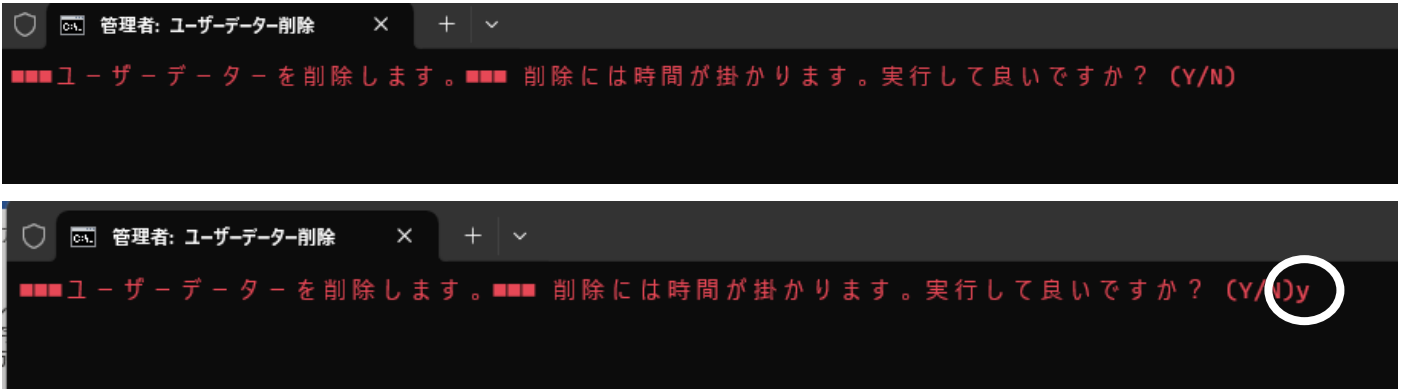 管理者: ユーザーデーター削除
■■■ユーザーデーターを削除します。■■■ 削除には時間が掛かります。実行して良いですか？ (Y/N)
管理者: ユーザーデーター削除
■■■ユーザーデーターを削除します。■■■ 削除には時間が掛かります。実行して良いですか？ (Y/N)y